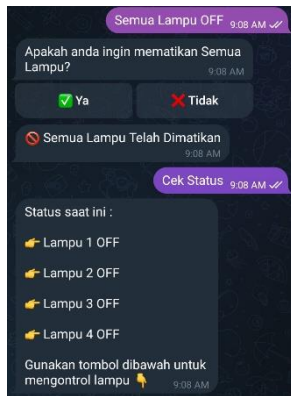 Semua Lampu OFF 9:08 AM
Apakah anda ingin mematikan Semua
Lampu?
9:08 AM
✅ Ya ❌ Tidak
🚫 Semua Lampu Telah Dimatikan
9:08 AM
Cek Status 9:08 AM
Status saat ini :
👉 Lampu 1 OFF
👉 Lampu 2 OFF
👉 Lampu 3 OFF
👉 Lampu 4 OFF
Gunakan tombol dibawah untuk
mengontrol lampu 👇 9:08 AM